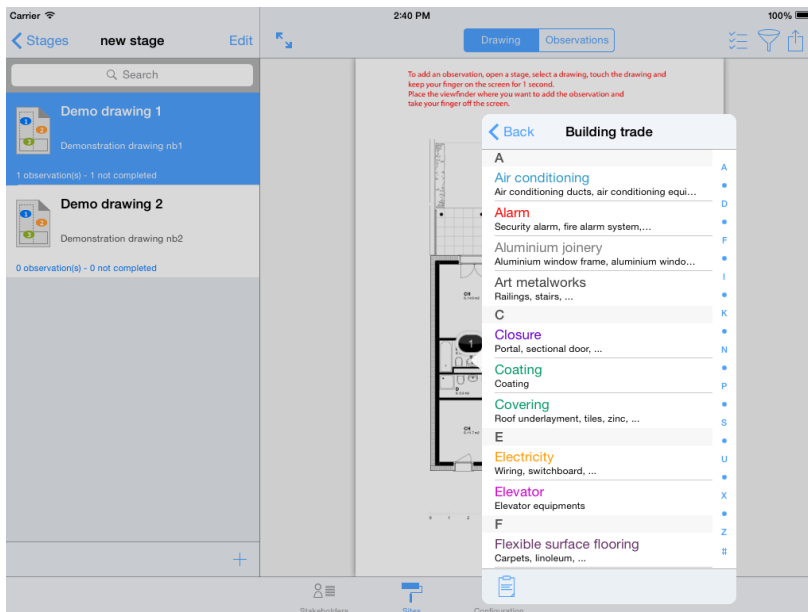 Carrier
2:40 PM
100%
Stages
new stage
Edit
Drawing
Observations
Search
Demo drawing 1
Demonstration drawing nb1
1 observation(s) - 1 not completed
Demo drawing 2
Demonstration drawing nb2
0 observation(s) - 0 not completed
To add an observation, open a stage, select a drawing, touch the drawing and
keep your finger on the screen for 1 second.
Place the viewfinder where you want to add the observation and
take your finger off the screen.
1
Back
Building trade
A
Air conditioning
Air conditioning ducts, air conditioning equi...
Alarm
Security alarm, fire alarm system,...
Aluminium joinery
Aluminium window frame, aluminium windo...
Art metalworks
Railings, stairs, ...
C
Closure
Portal, sectional door, ...
Coating
Coating
Covering
Roof underlayment, tiles, zinc, ...
E
Electricity
Wiring, switchboard, ...
Elevator
Elevator equipments
F
Flexible surface flooring
Carpets, linoleum, ...
A
D
F
I
K
N
P
S
U
X
Z
#
Stakeholders
Sites
Configuration